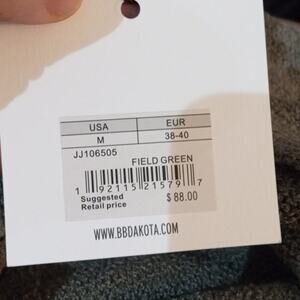 USA EUR
M 38-40
JJ106505
FIELD GREEN
1 92115 21579 7
Suggested
Retail price $ 88.00
WWW.BBDAKOTA.COM